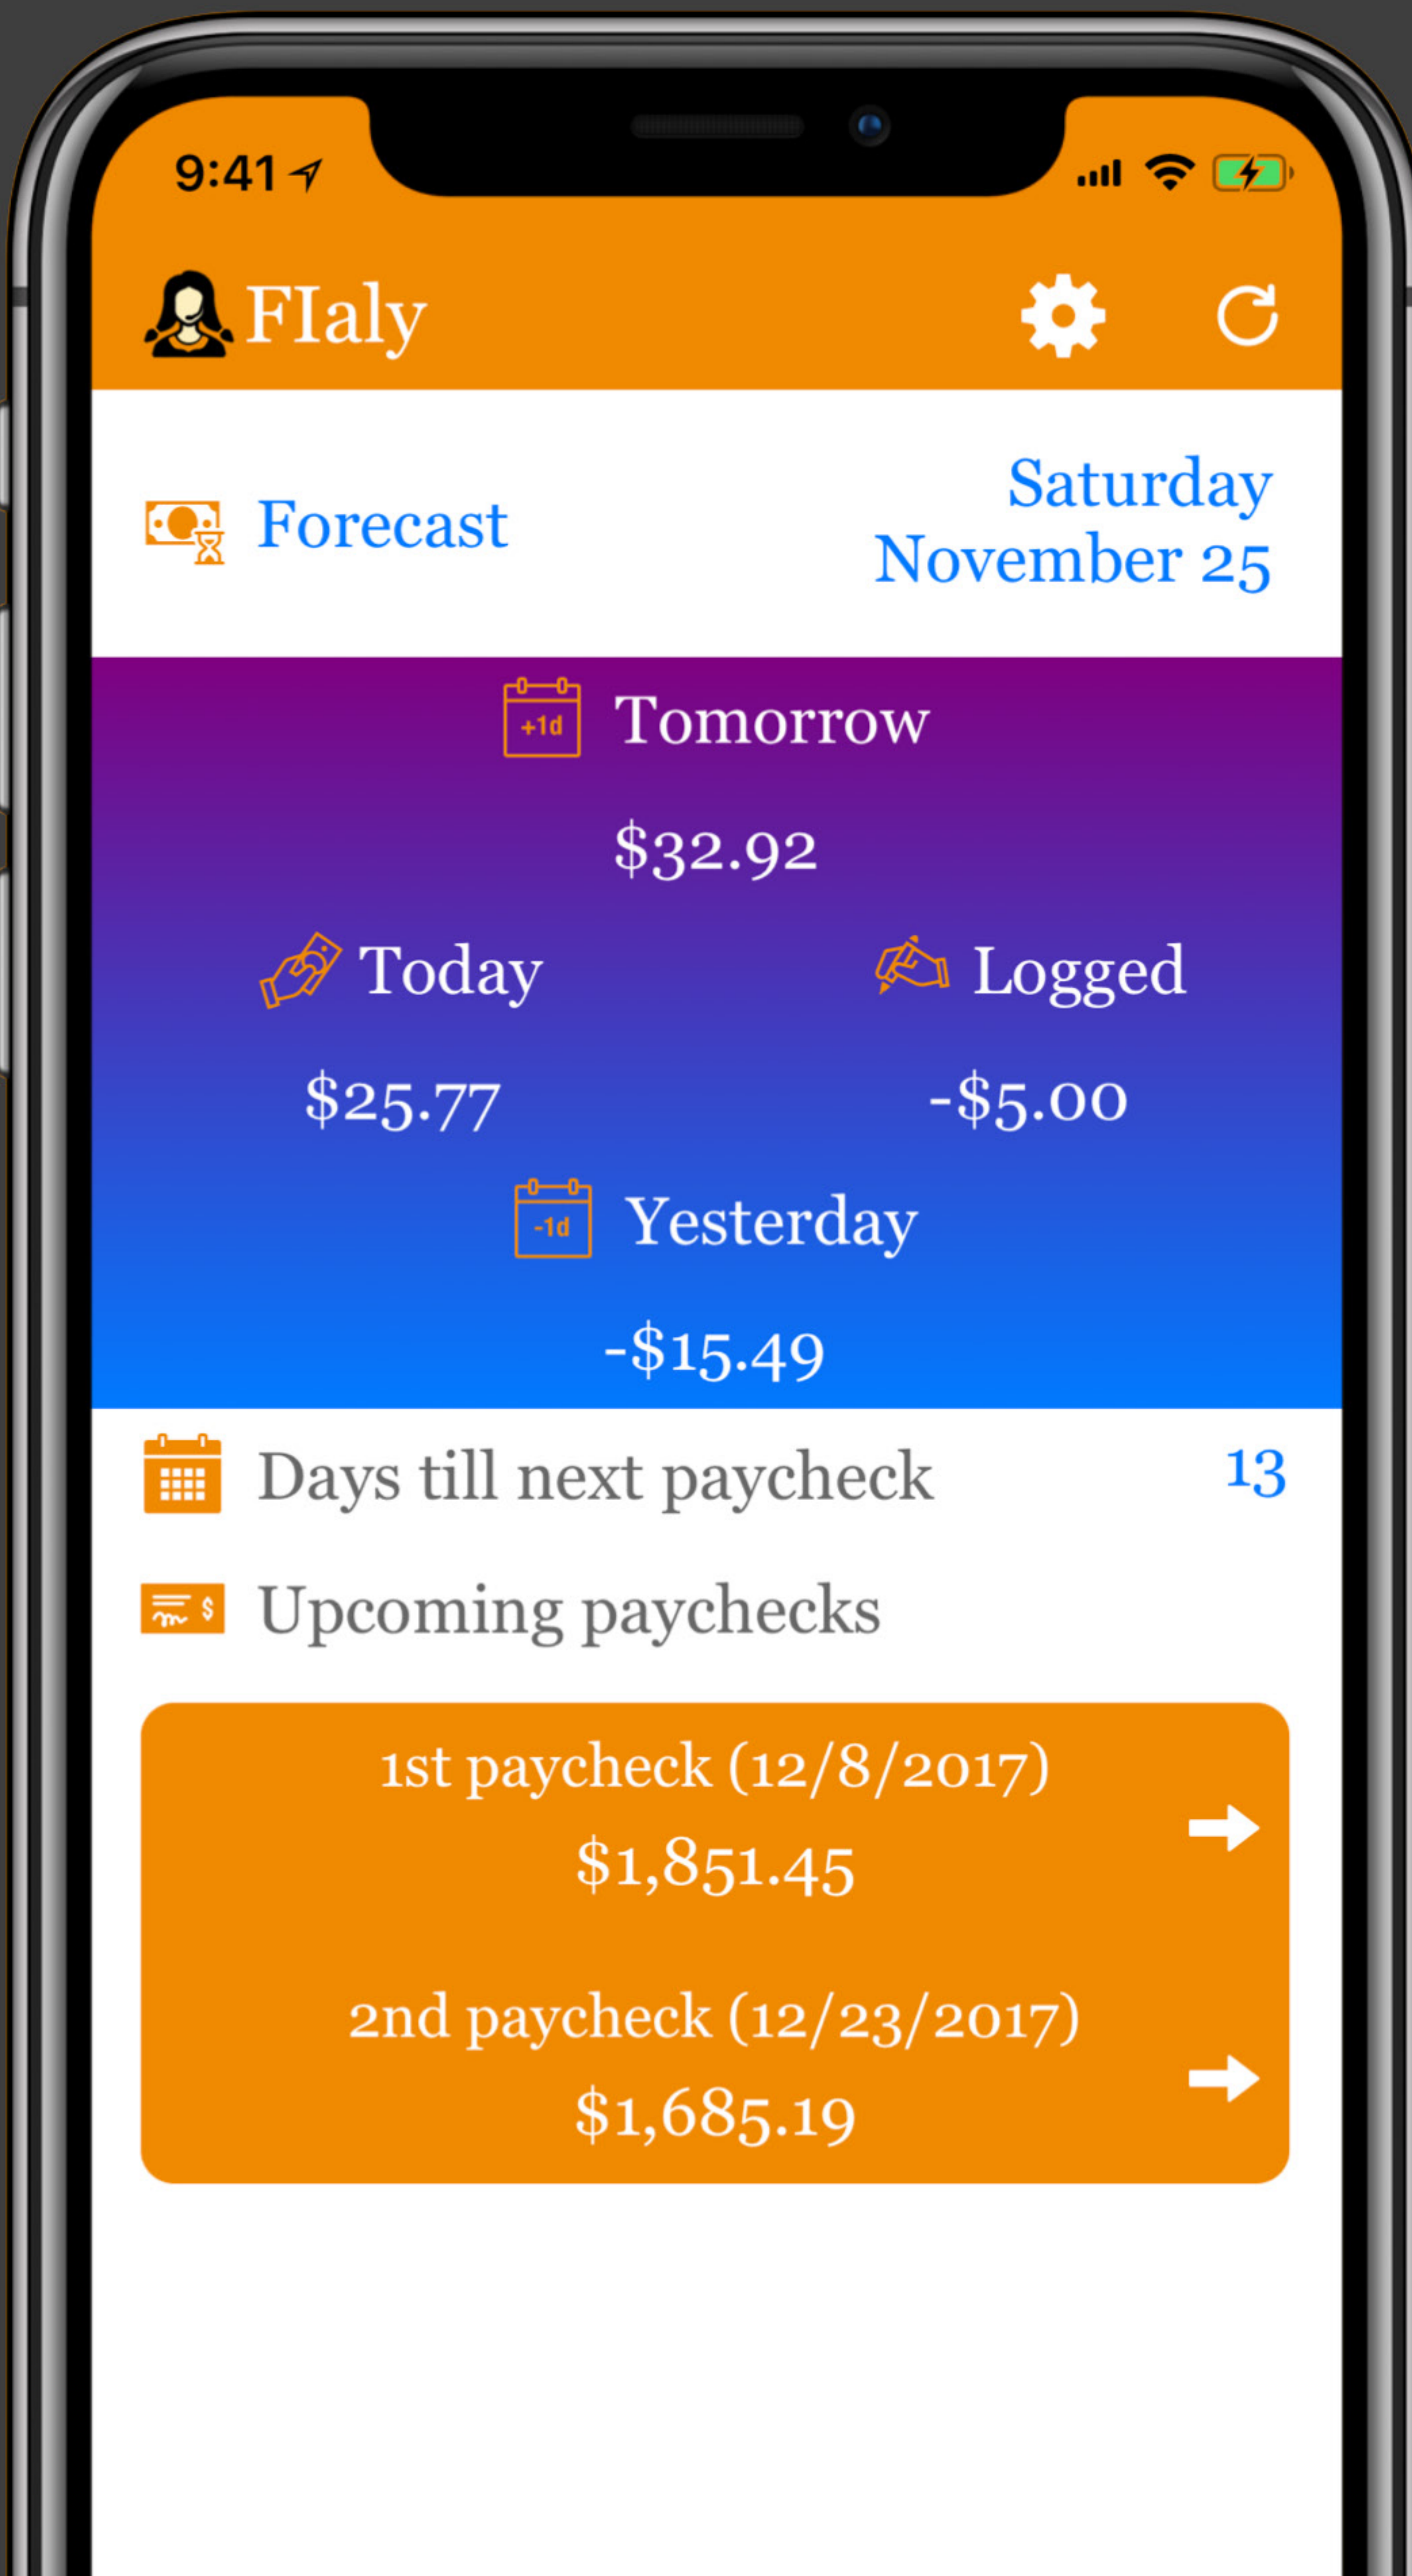 9:41
FIaly
Forecast
Saturday
November 25
+1d
Tomorrow
$32.92
Today
Logged
$25.77
-$5.00
-1d
Yesterday
-$15.49
Days till next paycheck
13
$
Upcoming paychecks
1st paycheck (12/8/2017)
$1,851.45
2nd paycheck (12/23/2017)
$1,685.19